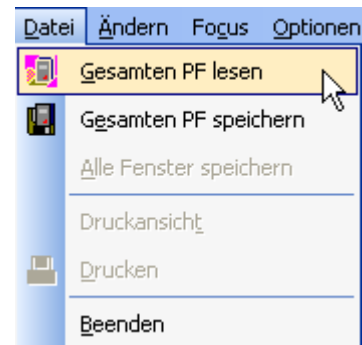 Datei Ändern Focus Optionen
Gesamten PF lesen
Gesamten PF speichern
Alle Fenster speichern
Druckansicht
Drucken
Beenden